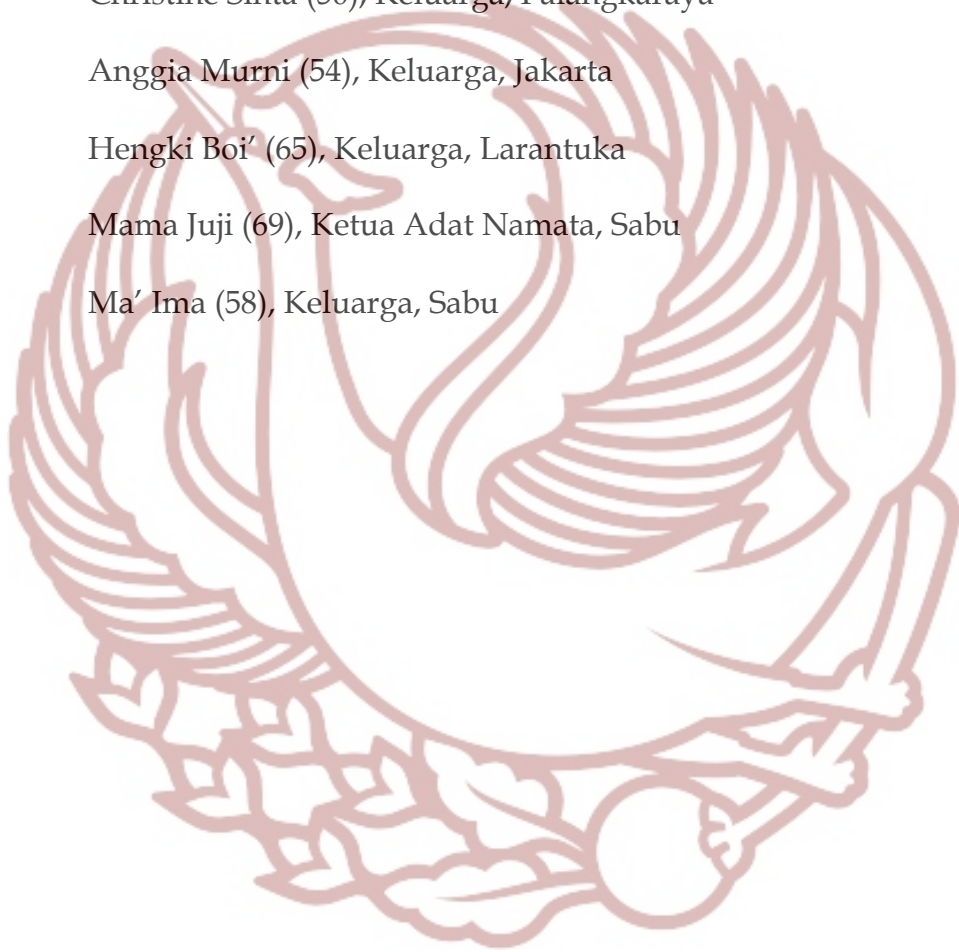 Anggia Murni (54), Keluarga, Jakarta
Hengki Boi’ (65), Keluarga, Larantuka
Mama Juji (69), Ketua Adat Namata, Sabu
Ma’ Ima (58), Keluarga, Sabu